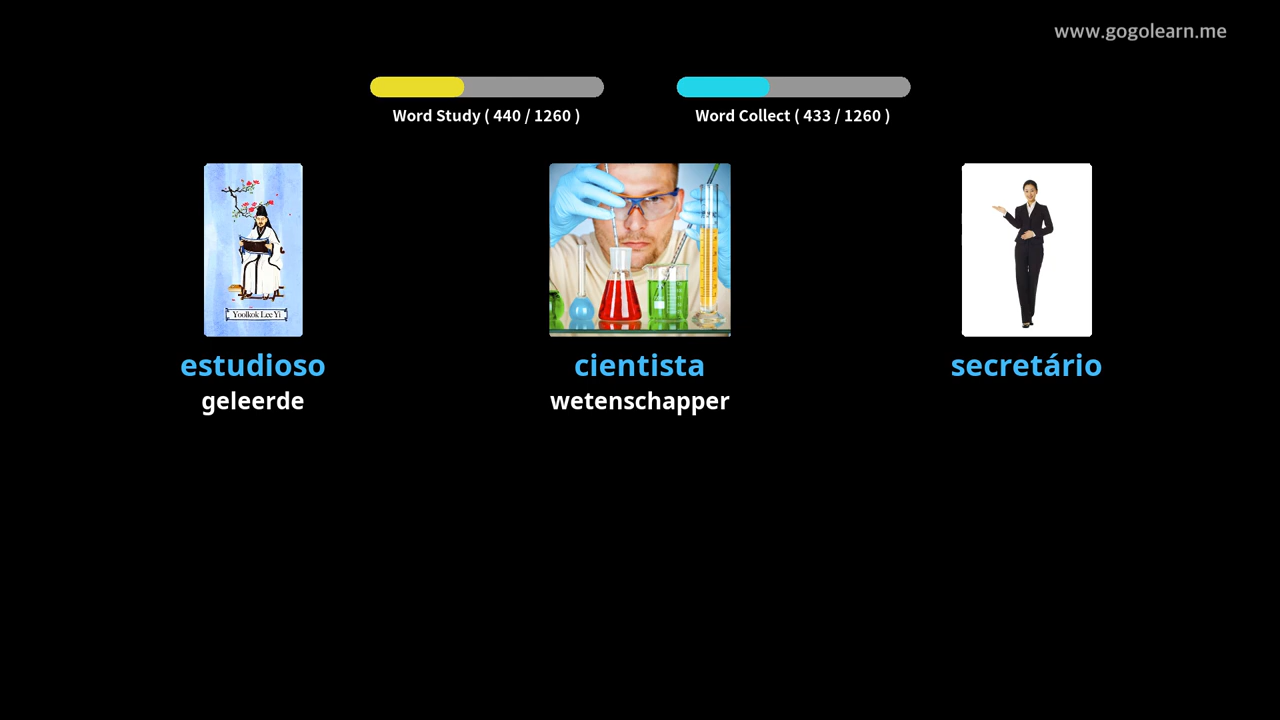 www.gogolearn.me
Word Study ( 440 / 1260 )
Word Collect ( 433 / 1260 )
Yoolkok Lee Yi
estudioso
geleerde
cientista
wetenschapper
secretário